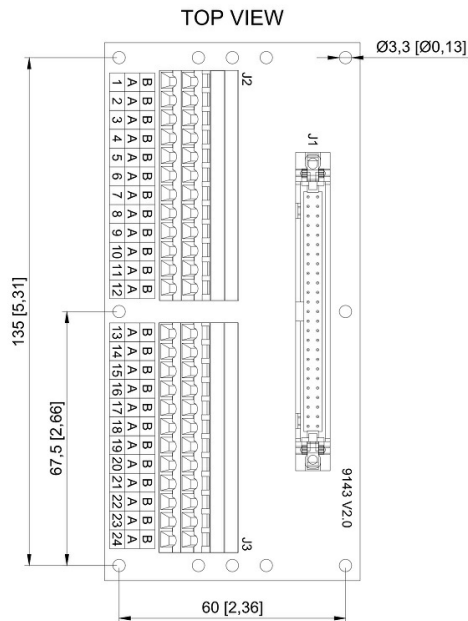 TOP VIEW
Ø3,3 [Ø0,13]
J2
J1
1 A B
2 A B
3 A B
4 A B
5 A B
6 A B
7 A B
8 A B
9 A B
10 A B
11 A B
12 A B
135 [5,31]
13 A B
14 A B
15 A B
16 A B
17 A B
18 A B
19 A B
20 A B
21 A B
22 A B
23 A B
24 A B
67,5 [2,66]
9143 V2.0
J3
60 [2,36]